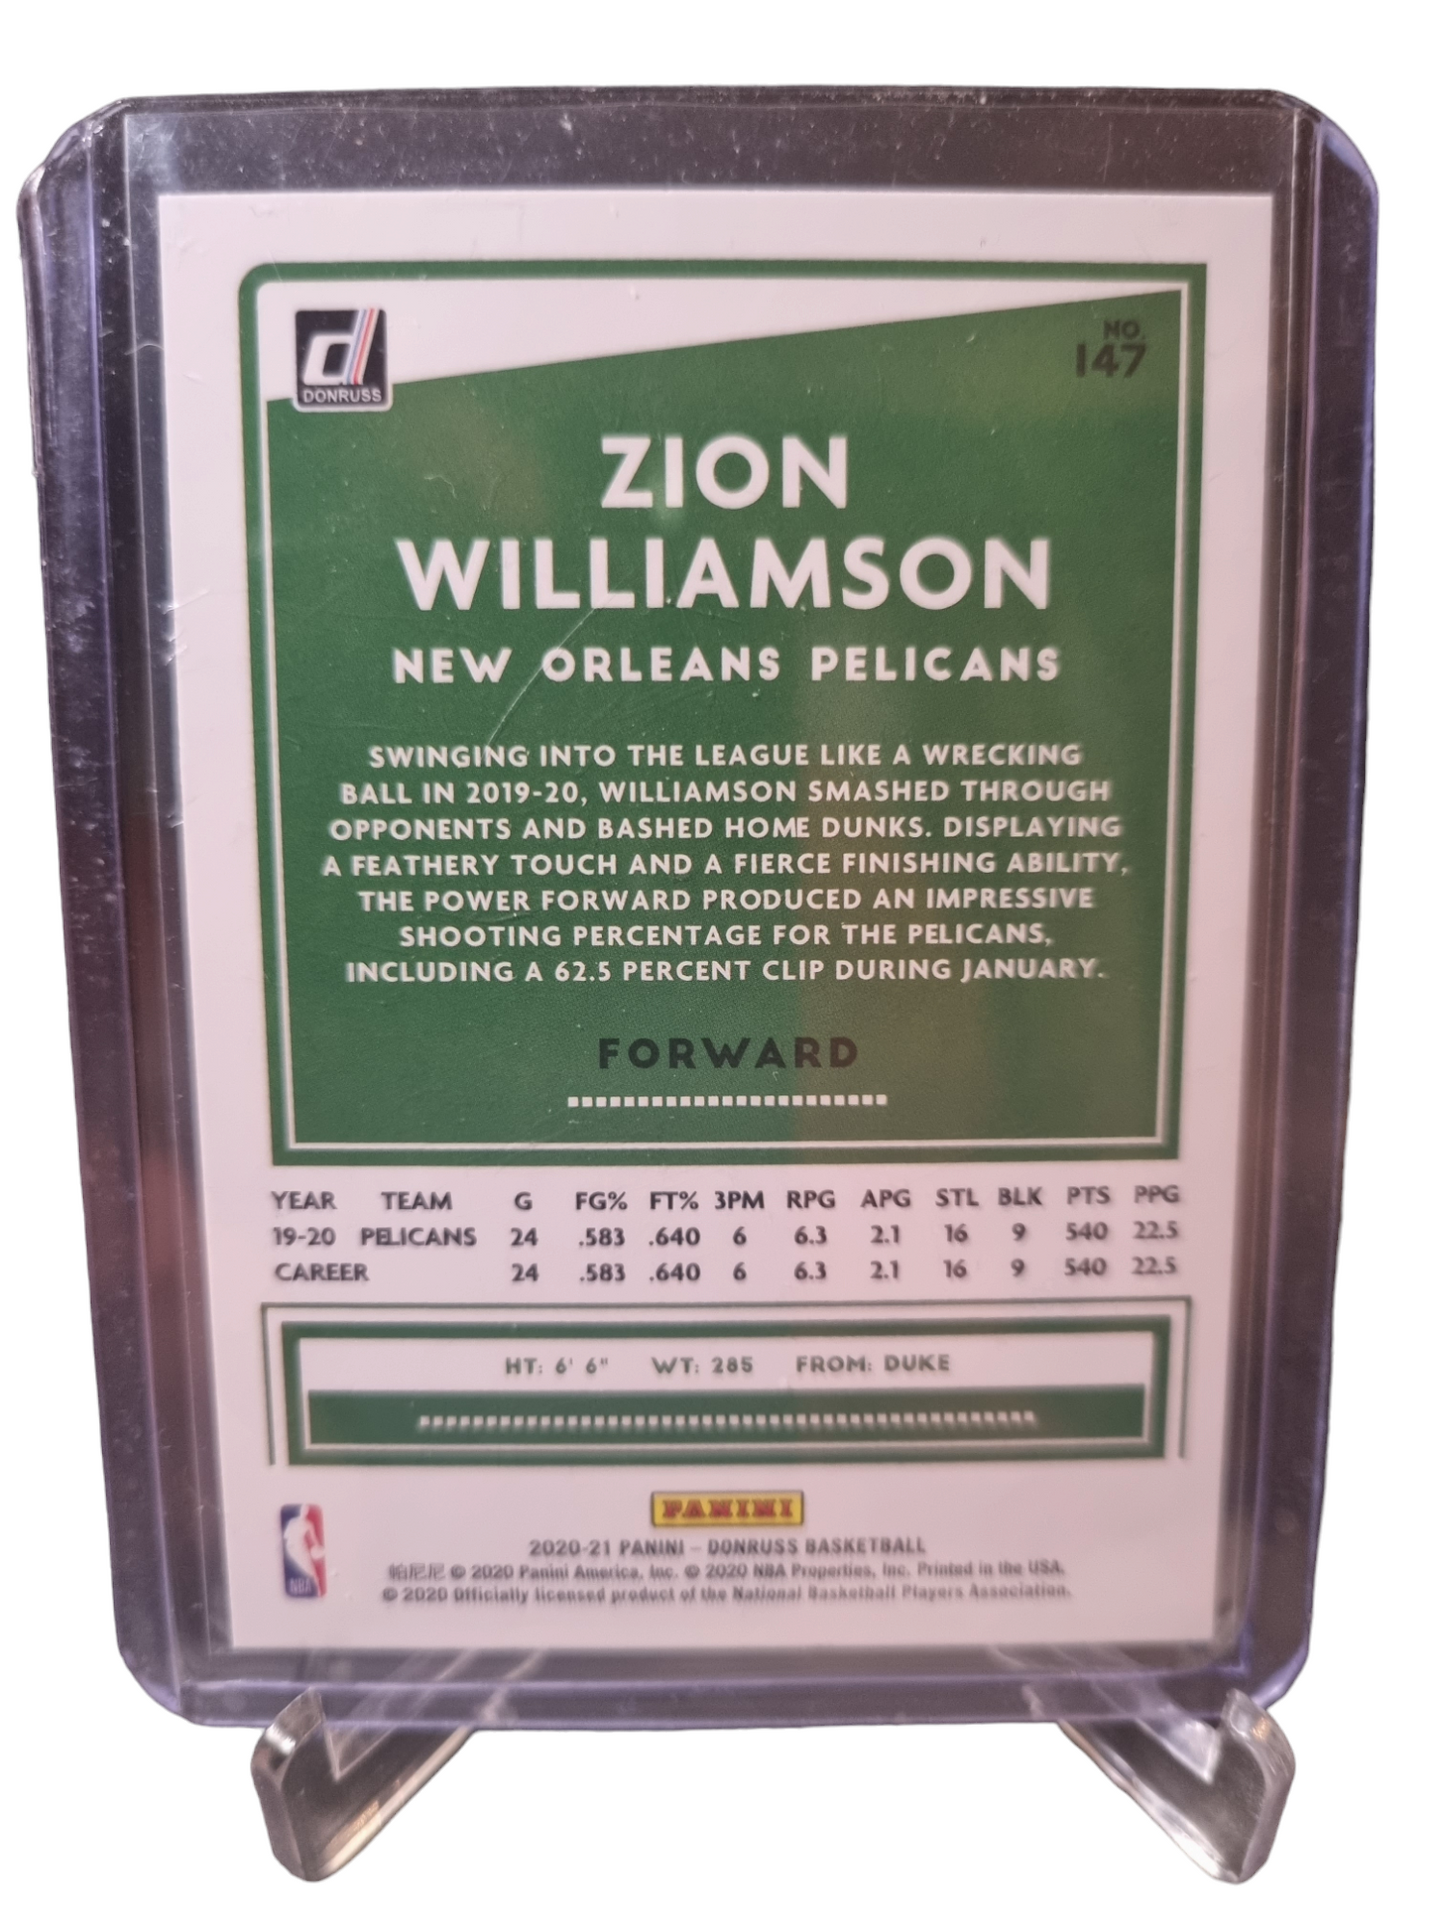 DONRUSS
NO.
147
ZION
WILLIAMSON
NEW ORLEANS PELICANS
SWINGING INTO THE LEAGUE LIKE A WRECKING
BALL IN 2019-20, WILLIAMSON SMASHED THROUGH
OPPONENTS AND BASHED HOME DUNKS. DISPLAYING
A FEATHERY TOUCH AND A FIERCE FINISHING ABILITY,
THE POWER FORWARD PRODUCED AN IMPRESSIVE
SHOOTING PERCENTAGE FOR THE PELICANS,
INCLUDING A 62.5 PERCENT CLIP DURING JANUARY.
FORWARD
YEAR TEAM G FG% FT% 3PM RPG APG STL BLK PTS PPG
19-20 PELICANS 24 .583 .640 6 6.3 2.1 16 9 540 22.5
CAREER 24 .583 .640 6 6.3 2.1 16 9 540 22.5
HT: 6' 6" WT: 285 FROM: DUKE
PANINI
2020-21 PANINI – DONRUSS BASKETBALL
帕尼尼 © 2020 Panini America, Inc. © 2020 NBA Properties, Inc. Printed in the USA.
© 2020 Officially licensed product of the National Basketball Players Association.
NBA